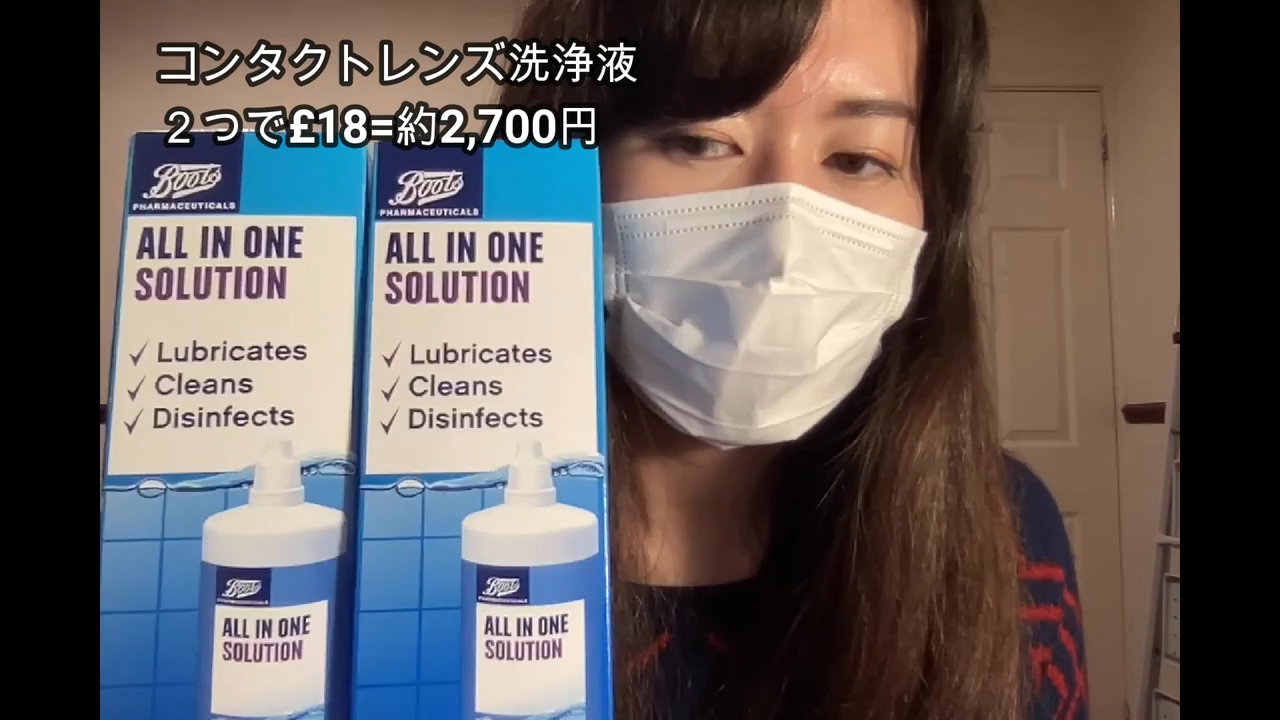 コンタクトレンズ洗浄液
２つで£18=約2,700円
Boots
PHARMACEUTICALS
ALL IN ONE
SOLUTION
✓ Lubricates
✓ Cleans
✓ Disinfects
Boots
PHARMACEUTICALS
ALL IN ONE
SOLUTION
Boots
PHARMACEUTICALS
ALL IN ONE
SOLUTION
✓ Lubricates
✓ Cleans
✓ Disinfects
Boots
PHARMACEUTICALS
ALL IN ONE
SOLUTION